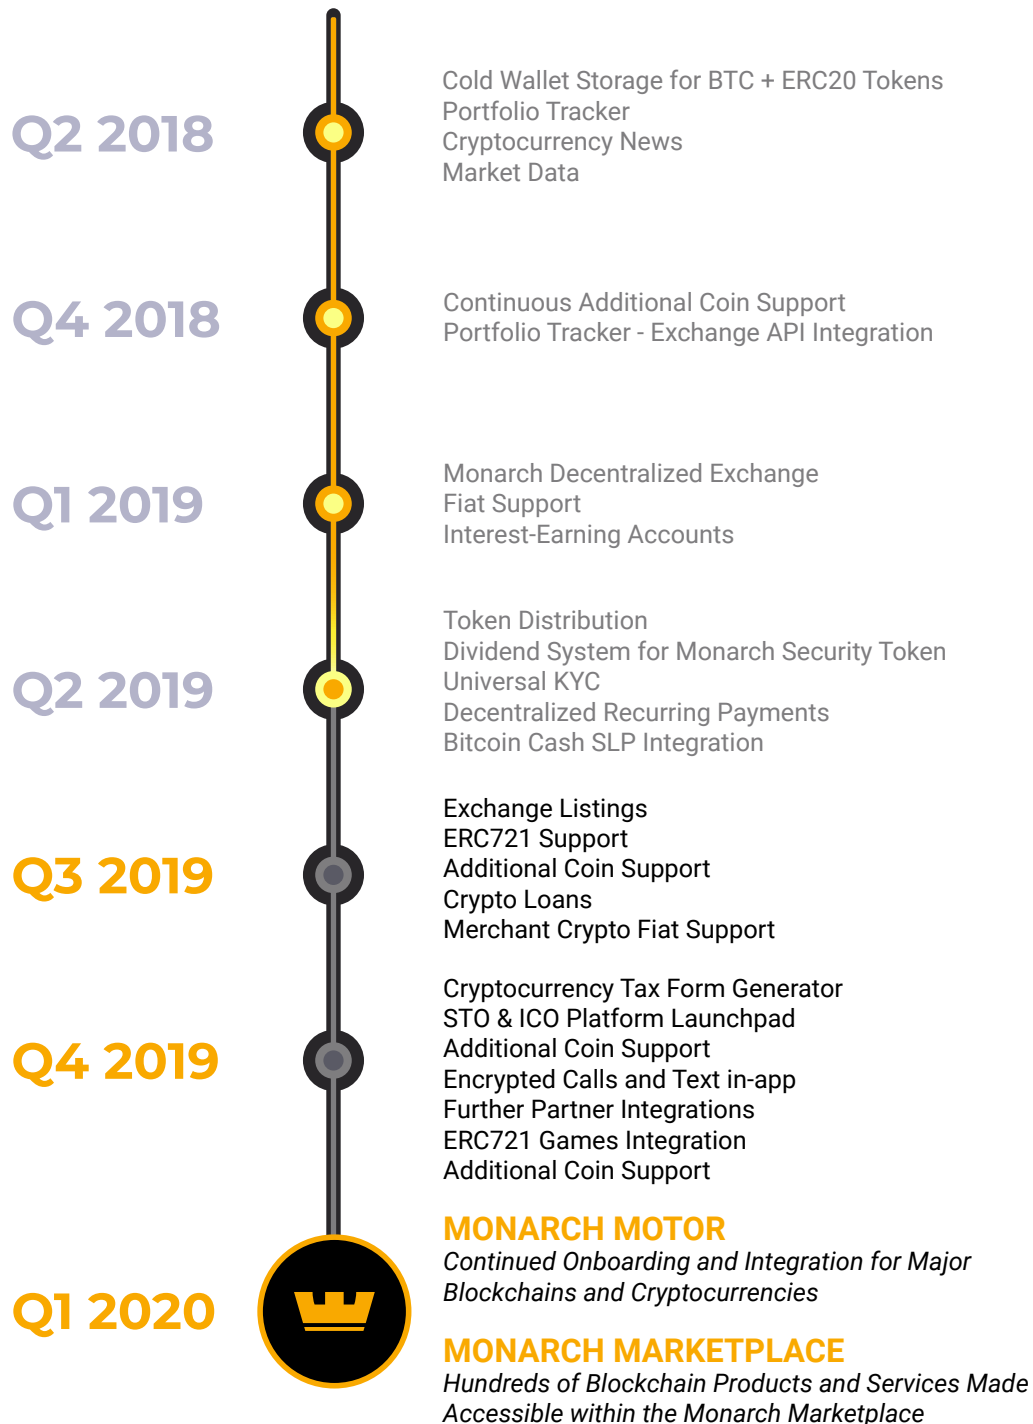 Q2 2018
Cold Wallet Storage for BTC + ERC20 Tokens
Portfolio Tracker
Cryptocurrency News
Market Data
Q4 2018
Continuous Additional Coin Support
Portfolio Tracker - Exchange API Integration
Q1 2019
Monarch Decentralized Exchange
Fiat Support
Interest-Earning Accounts
Q2 2019
Token Distribution
Dividend System for Monarch Security Token
Universal KYC
Decentralized Recurring Payments
Bitcoin Cash SLP Integration
Q3 2019
Exchange Listings
ERC721 Support
Additional Coin Support
Crypto Loans
Merchant Crypto Fiat Support
Q4 2019
Cryptocurrency Tax Form Generator
STO & ICO Platform Launchpad
Additional Coin Support
Encrypted Calls and Text in-app
Further Partner Integrations
ERC721 Games Integration
Additional Coin Support
Q1 2020
MONARCH MOTOR
Continued Onboarding and Integration for Major
Blockchains and Cryptocurrencies
MONARCH MARKETPLACE
Hundreds of Blockchain Products and Services Made
Accessible within the Monarch Marketplace